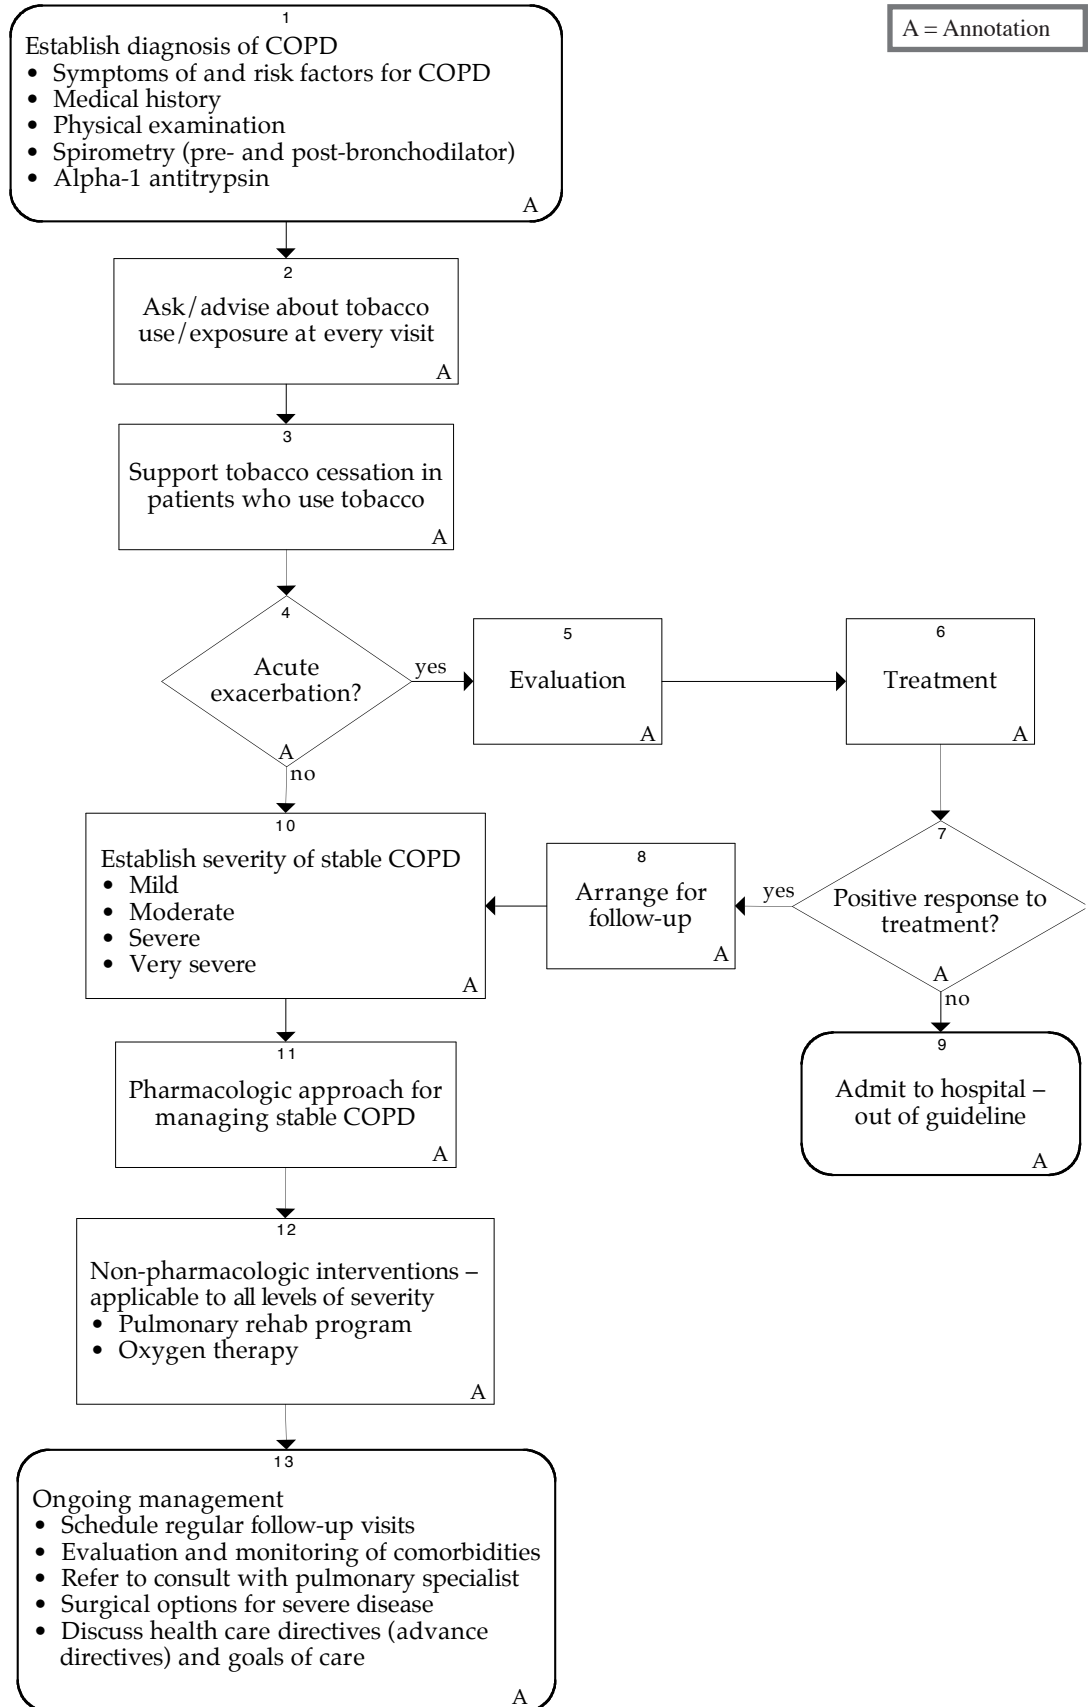 1
Establish diagnosis of COPD
• Symptoms of and risk factors for COPD
• Medical history
• Physical examination
• Spirometry (pre- and post-bronchodilator)
• Alpha-1 antitrypsin
A
A = Annotation
2
Ask/advise about tobacco
use/exposure at every visit
A
3
Support tobacco cessation in
patients who use tobacco
A
4
Acute
exacerbation?
A
yes
no
5
Evaluation
A
6
Treatment
A
7
Positive response to
treatment?
A
yes
no
8
Arrange for
follow-up
A
9
Admit to hospital –
out of guideline
A
10
Establish severity of stable COPD
• Mild
• Moderate
• Severe
• Very severe
A
11
Pharmacologic approach for
managing stable COPD
A
12
Non-pharmacologic interventions –
applicable to all levels of severity
• Pulmonary rehab program
• Oxygen therapy
A
13
Ongoing management
• Schedule regular follow-up visits
• Evaluation and monitoring of comorbidities
• Refer to consult with pulmonary specialist
• Surgical options for severe disease
• Discuss health care directives (advance
directives) and goals of care
A